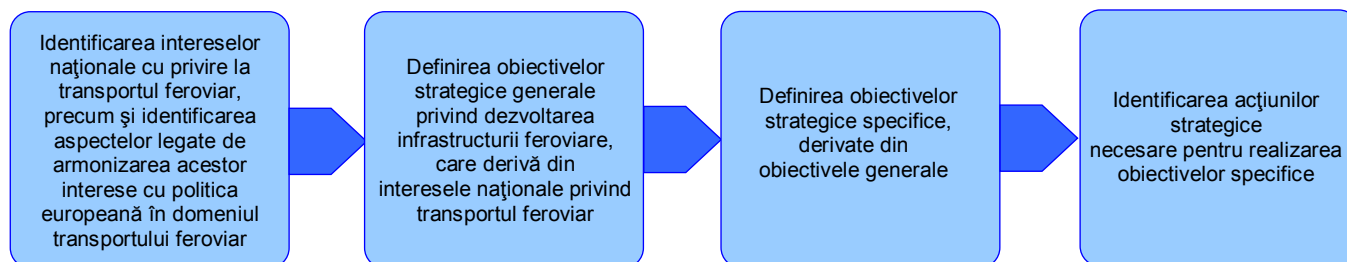 Identificarea intereselor
naţionale cu privire la
transportul feroviar,
precum şi identificarea
aspectelor legate de
armonizarea acestor
interese cu politica
europeană în domeniul
transportului feroviar
Definirea obiectivelor
strategice generale
privind dezvoltarea
infrastructurii feroviare,
care derivă din
interesele naţionale privind
transportul feroviar
Definirea obiectivelor
strategice specifice,
derivate din
obiectivele generale
Identificarea acţiunilor
strategice
necesare pentru realizarea
obiectivelor specifice